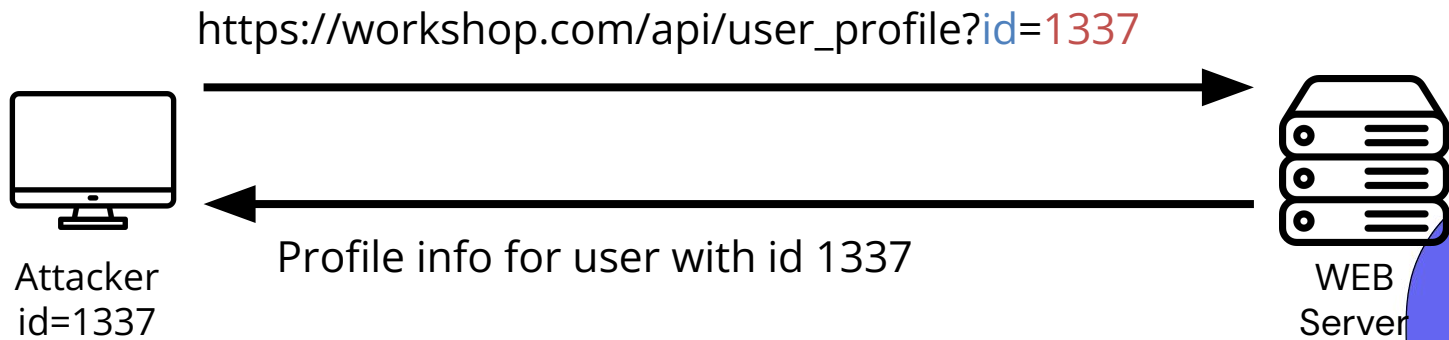 https://workshop.com/api/user_profile?id=1337
Profile info for user with id 1337
Attacker
id=1337
WEB
Server